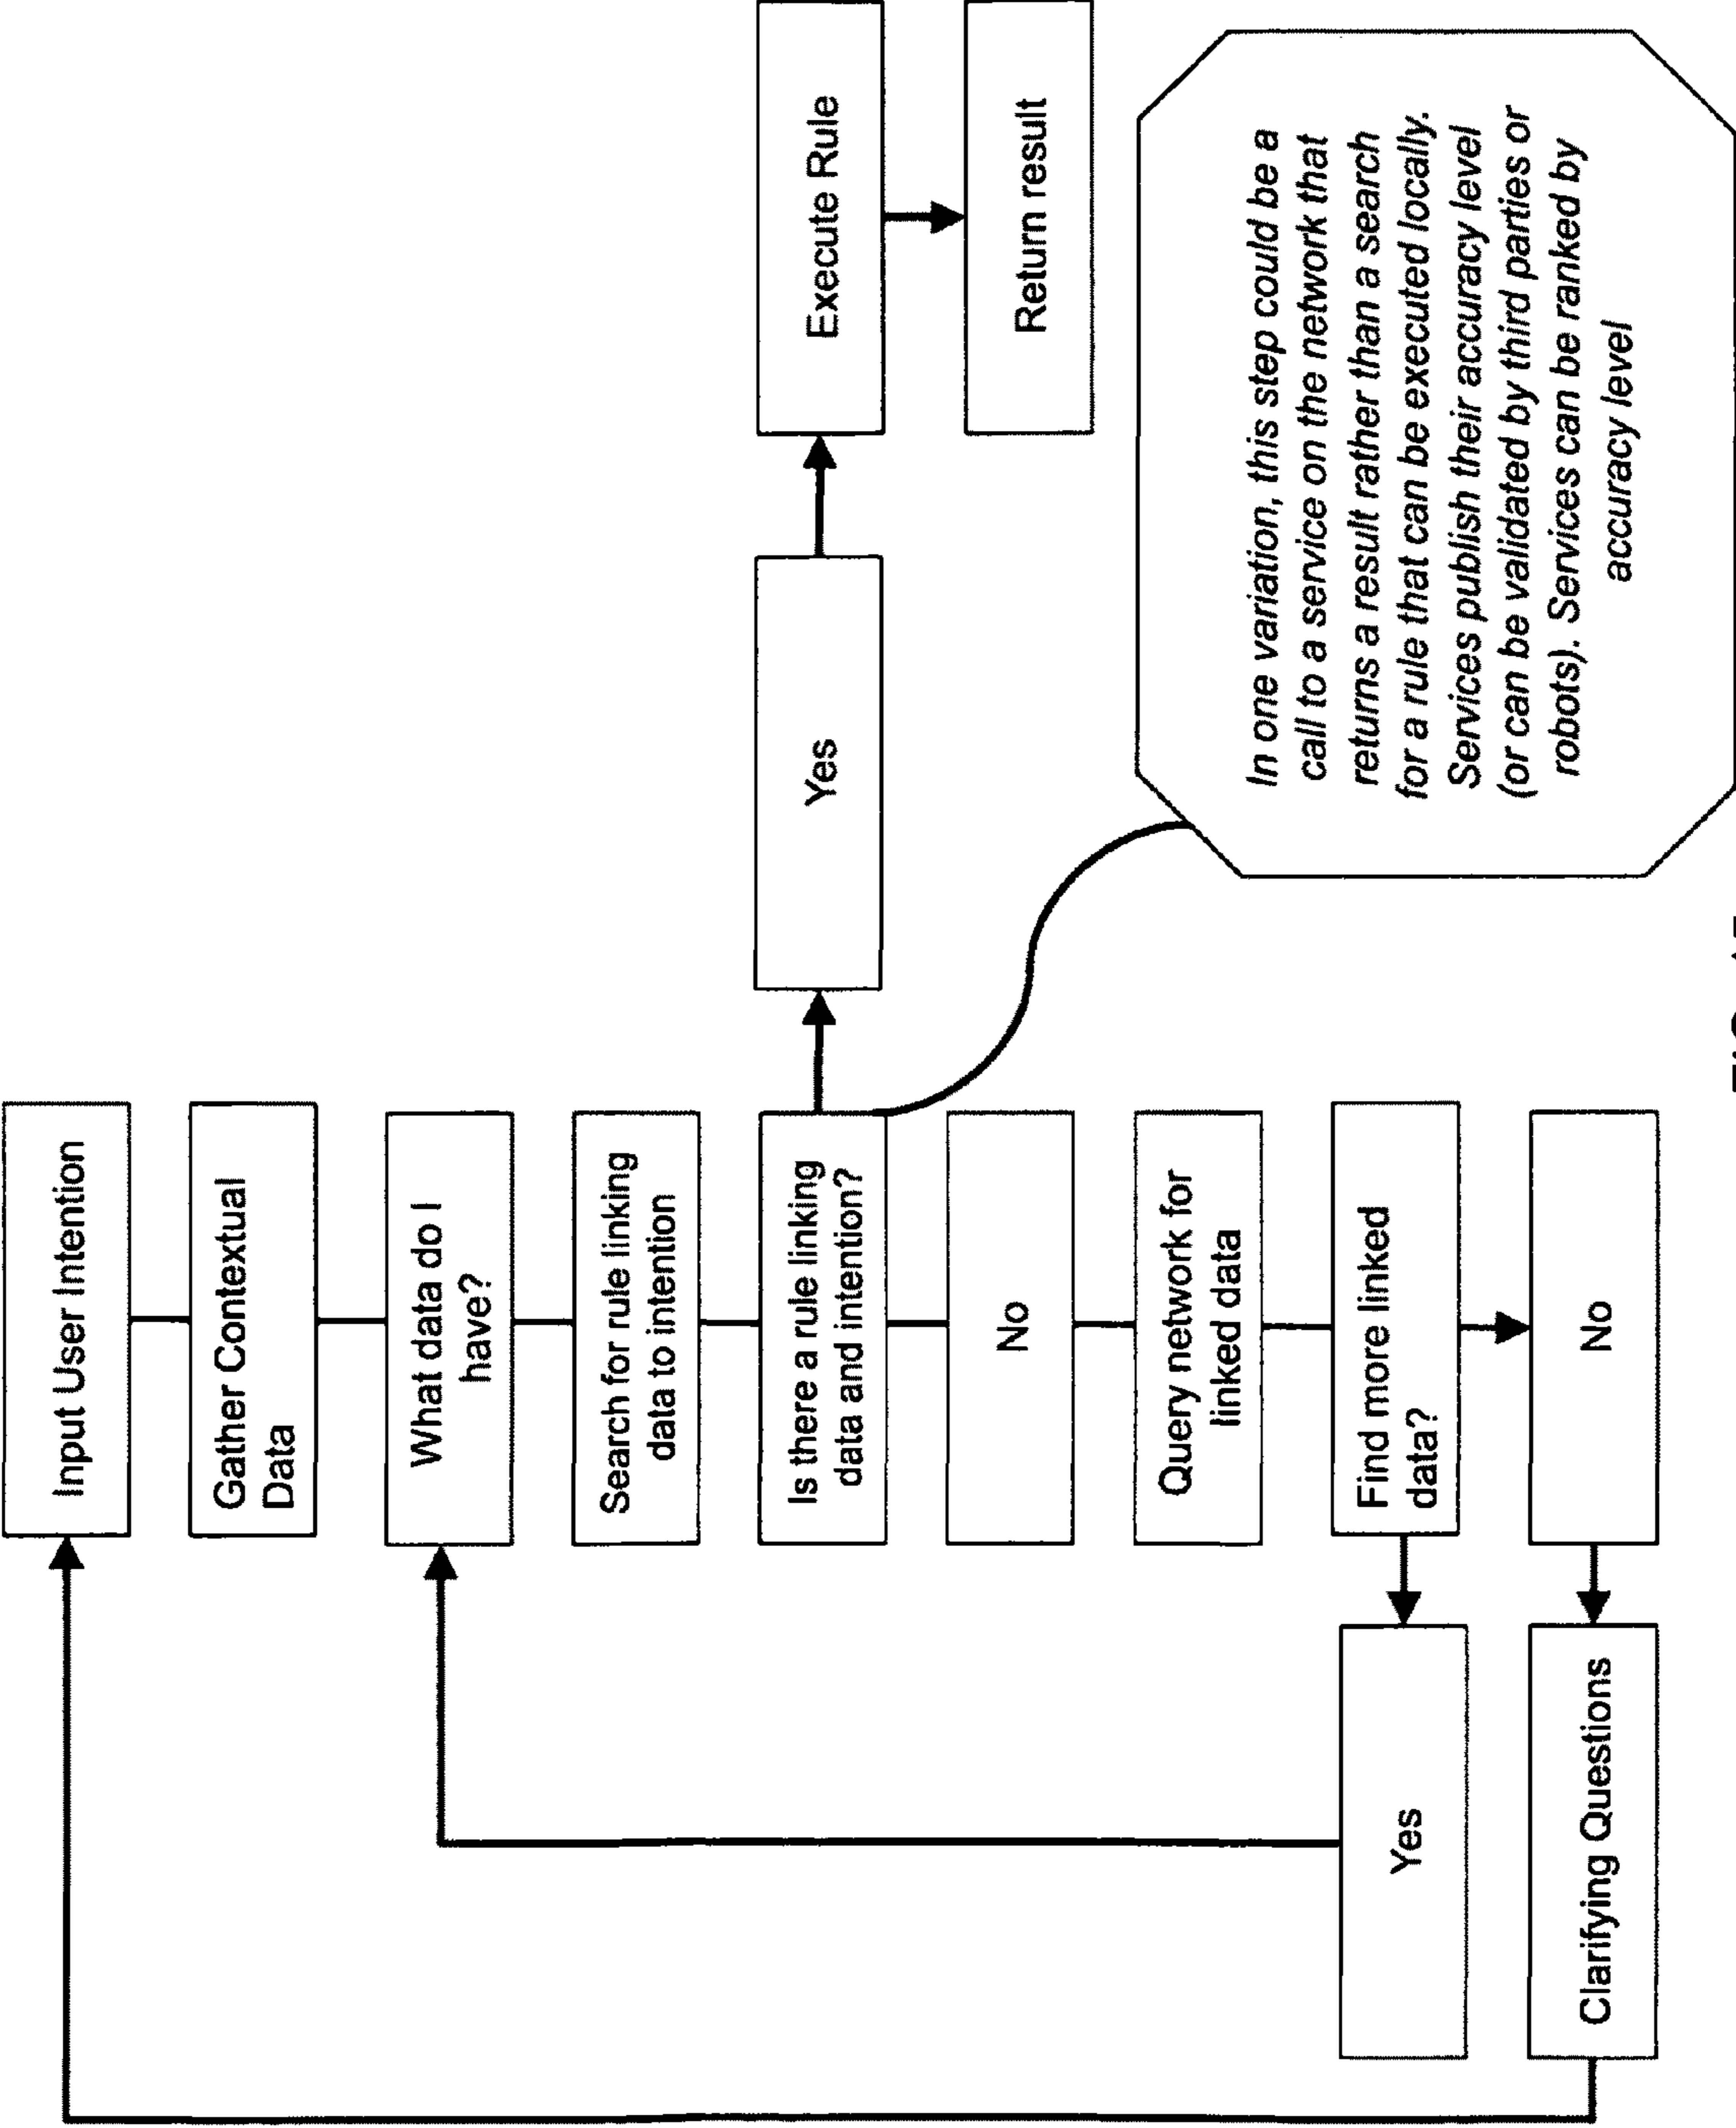 Input User Intention
Gather Contextual
Data
What data do I
have?
Search for rule linking
data to intention
Is there a rule linking
data and intention?
Yes
Execute Rule
Return result
No
Query network for
linked data
Find more linked
data?
Yes
No
Clarifying Questions
In one variation, this step could be a
call to a service on the network that
returns a result rather than a search
for a rule that can be executed locally.
Services publish their accuracy level
(or can be validated by third parties or
robots). Services can be ranked by
accuracy level